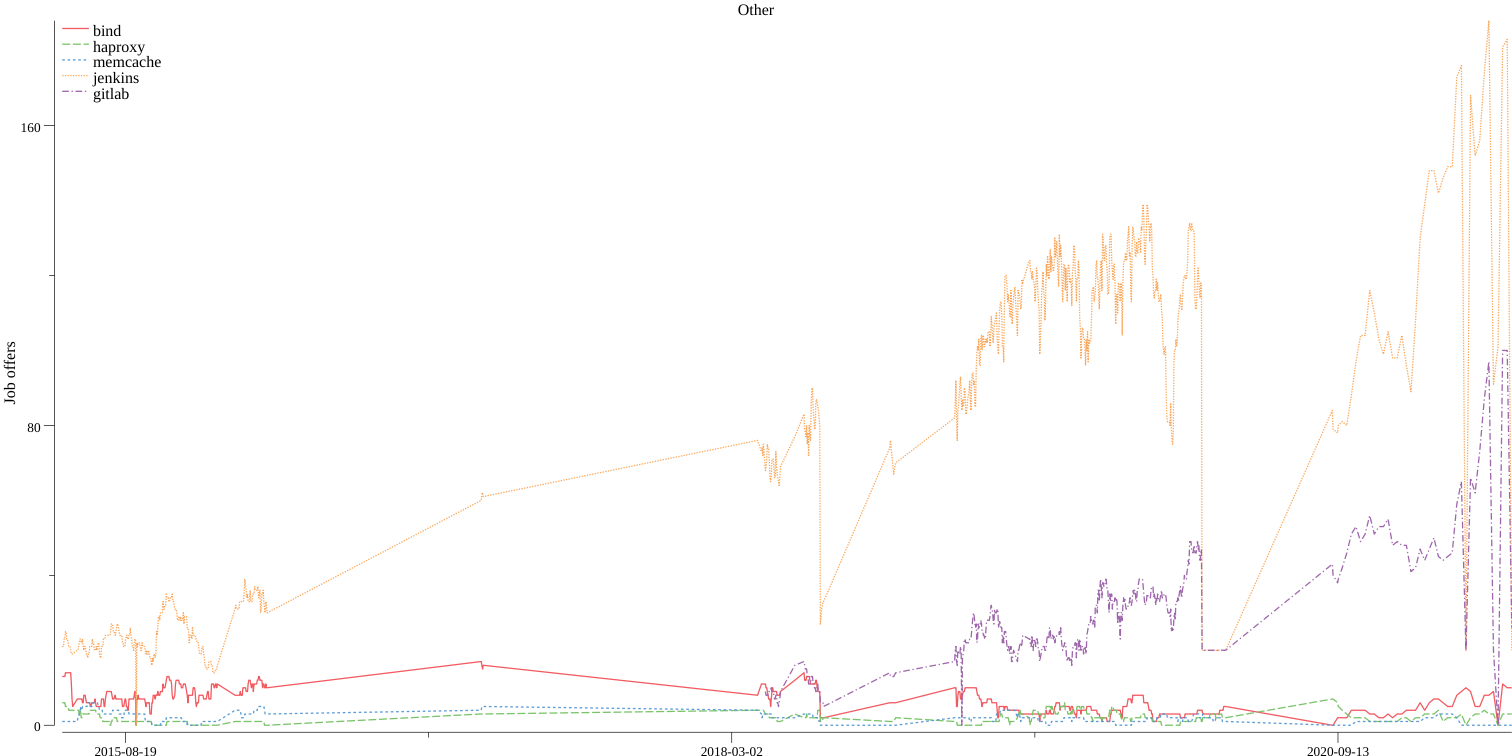 Other
bind
haproxy
memcache
jenkins
gitlab
160
80
0
Job offers
2015-08-19
2018-03-02
2020-09-13